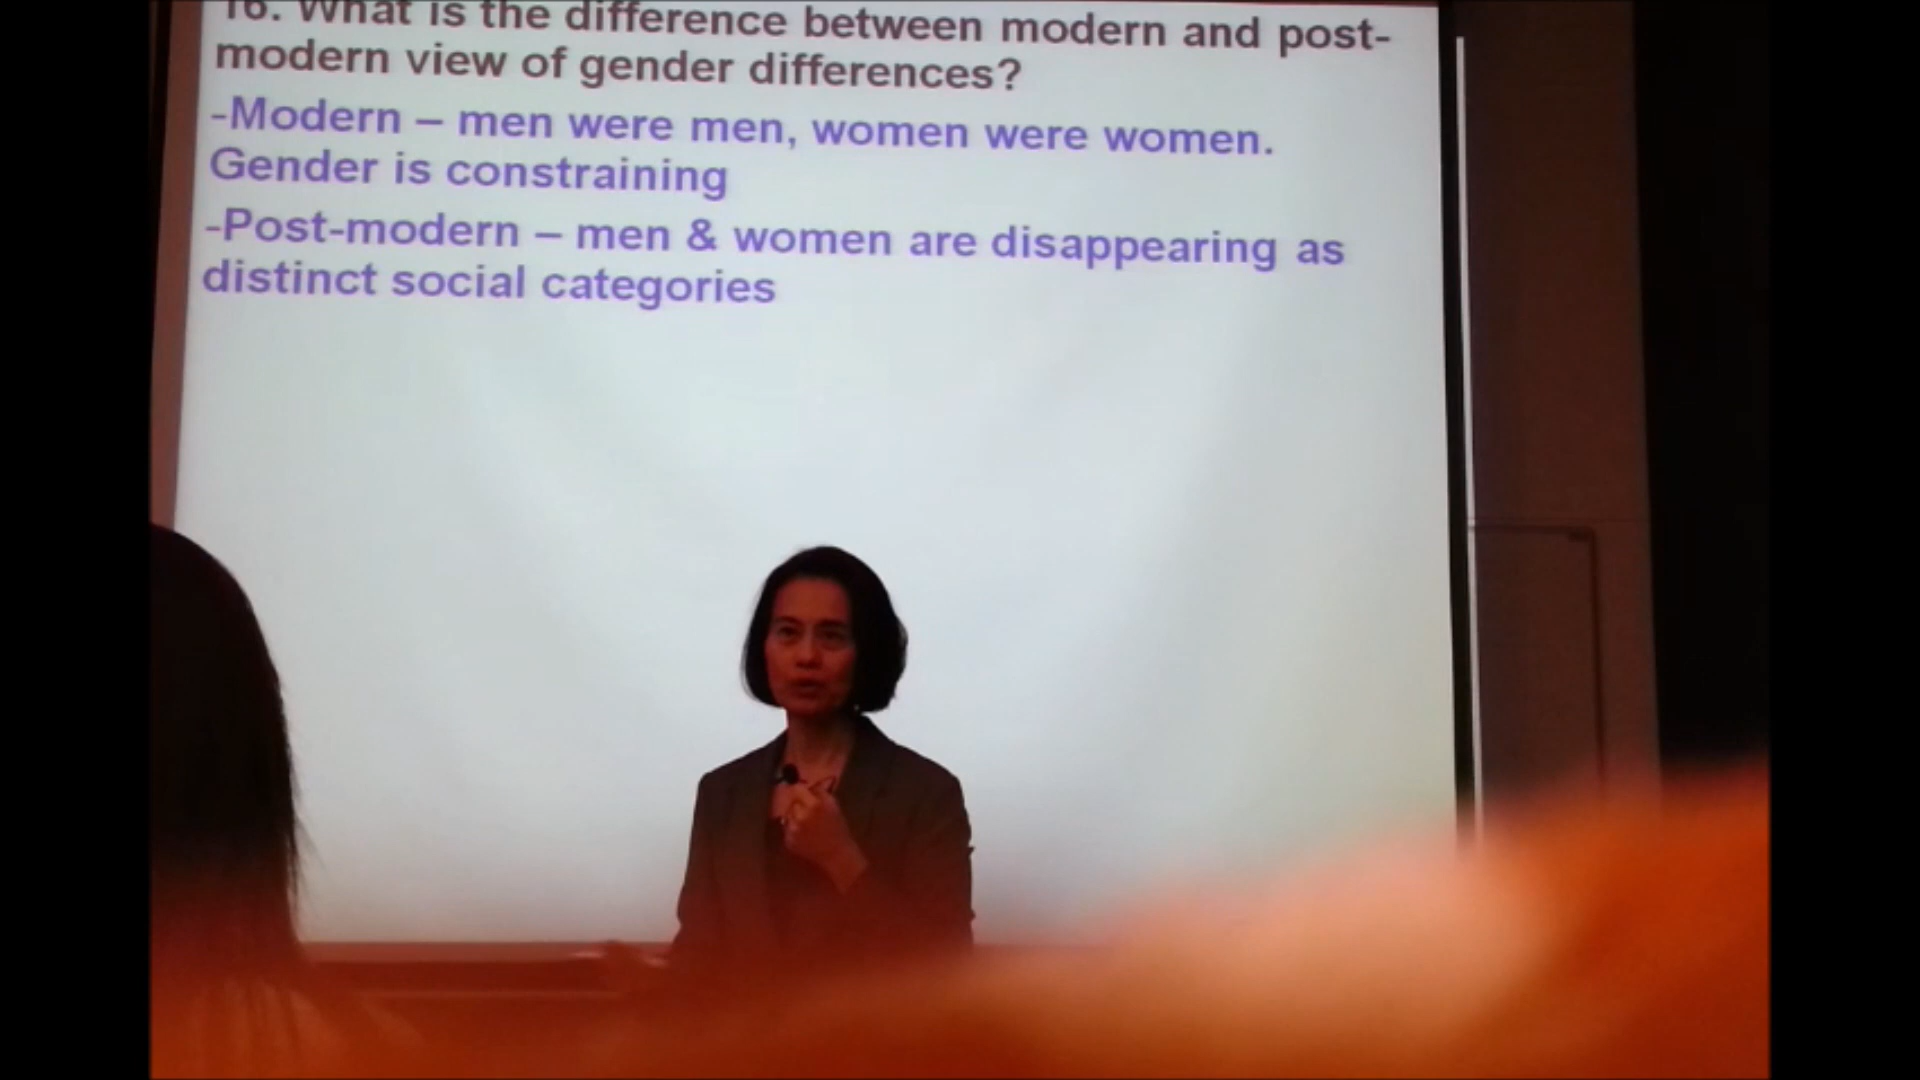 16. What is the difference between modern and post-
modern view of gender differences?
-Modern – men were men, women were women.
Gender is constraining
-Post-modern – men & women are disappearing as
distinct social categories